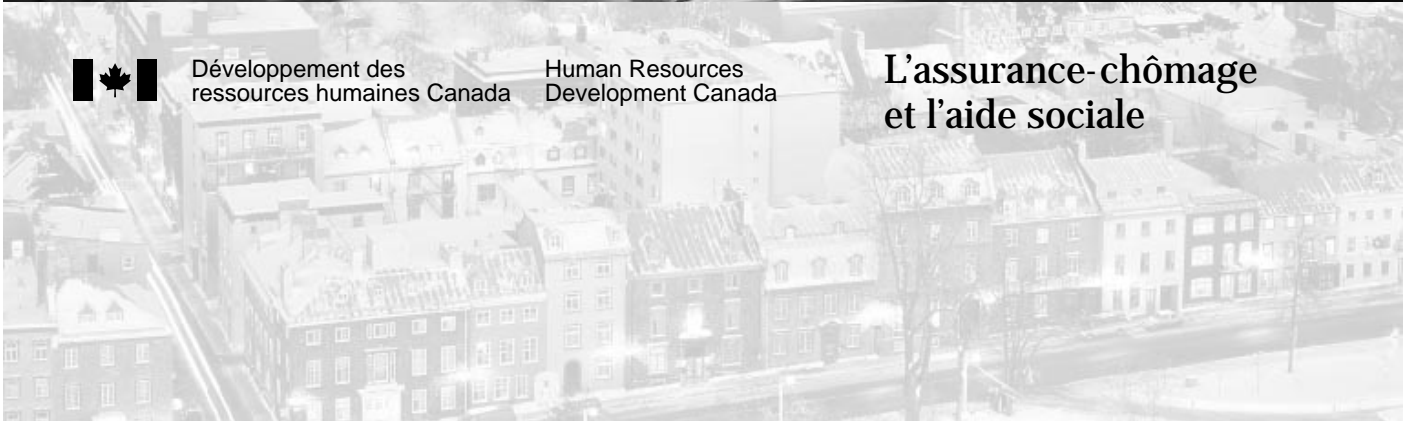 Développement des
ressources humaines Canada
Human Resources
Development Canada
L'assurance-chômage
et l'aide sociale